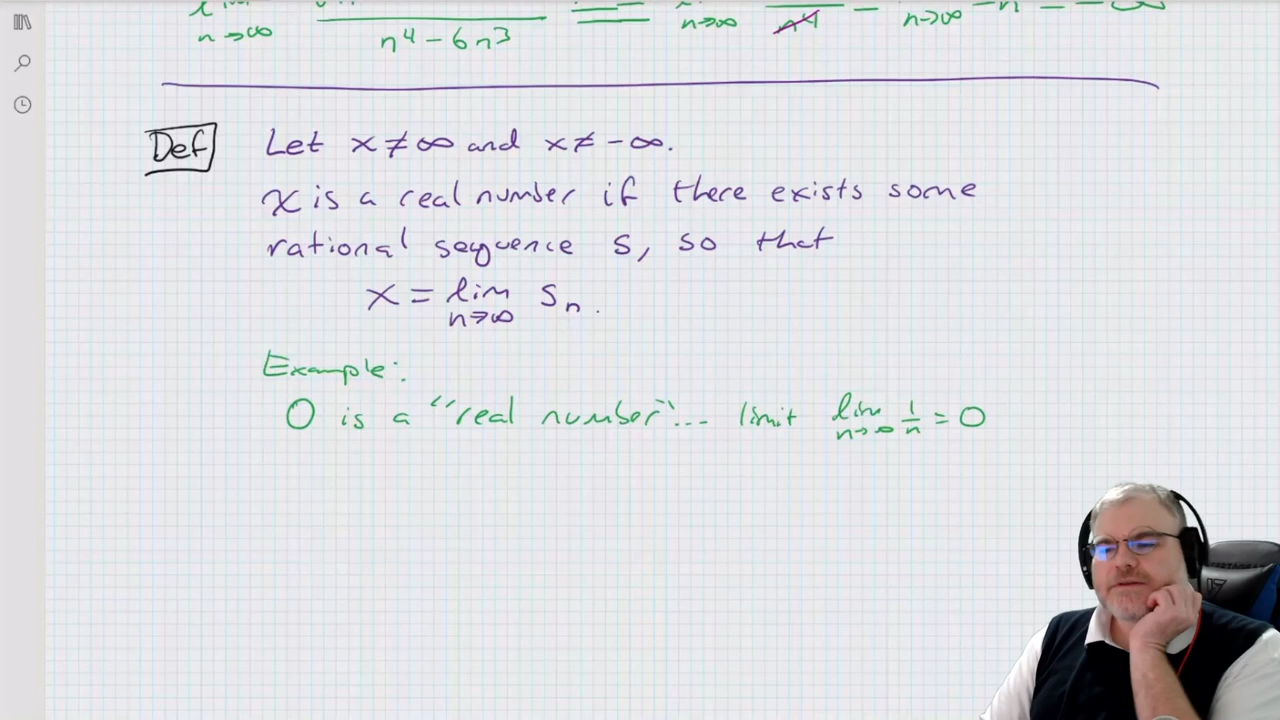 n→∞ n⁴ - 6n³ n→∞ n⁴ - n→∞ -n = -∞
Def Let x ≠ ∞ and x ≠ -∞.
x is a real number if there exists some
rational sequence s, so that
x = lim sₙ.
n→∞
Example:
0 is a "real number"... limit lim 1/n = 0
n→∞